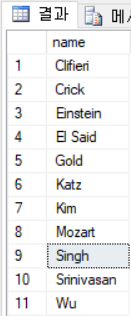 결과 메
name
1 Clifieri
2 Crick
3 Einstein
4 El Said
5 Gold
6 Katz
7 Kim
8 Mozart
9 Singh
10 Srinivasan
11 Wu